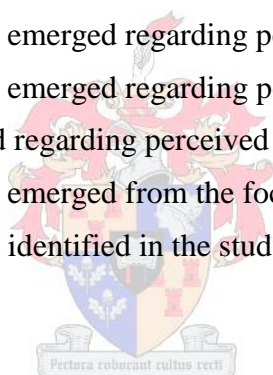 emerged regarding pe
emerged regarding pe
d regarding perceived
emerged from the foc
identified in the stud
Pectora roborant cultus recti